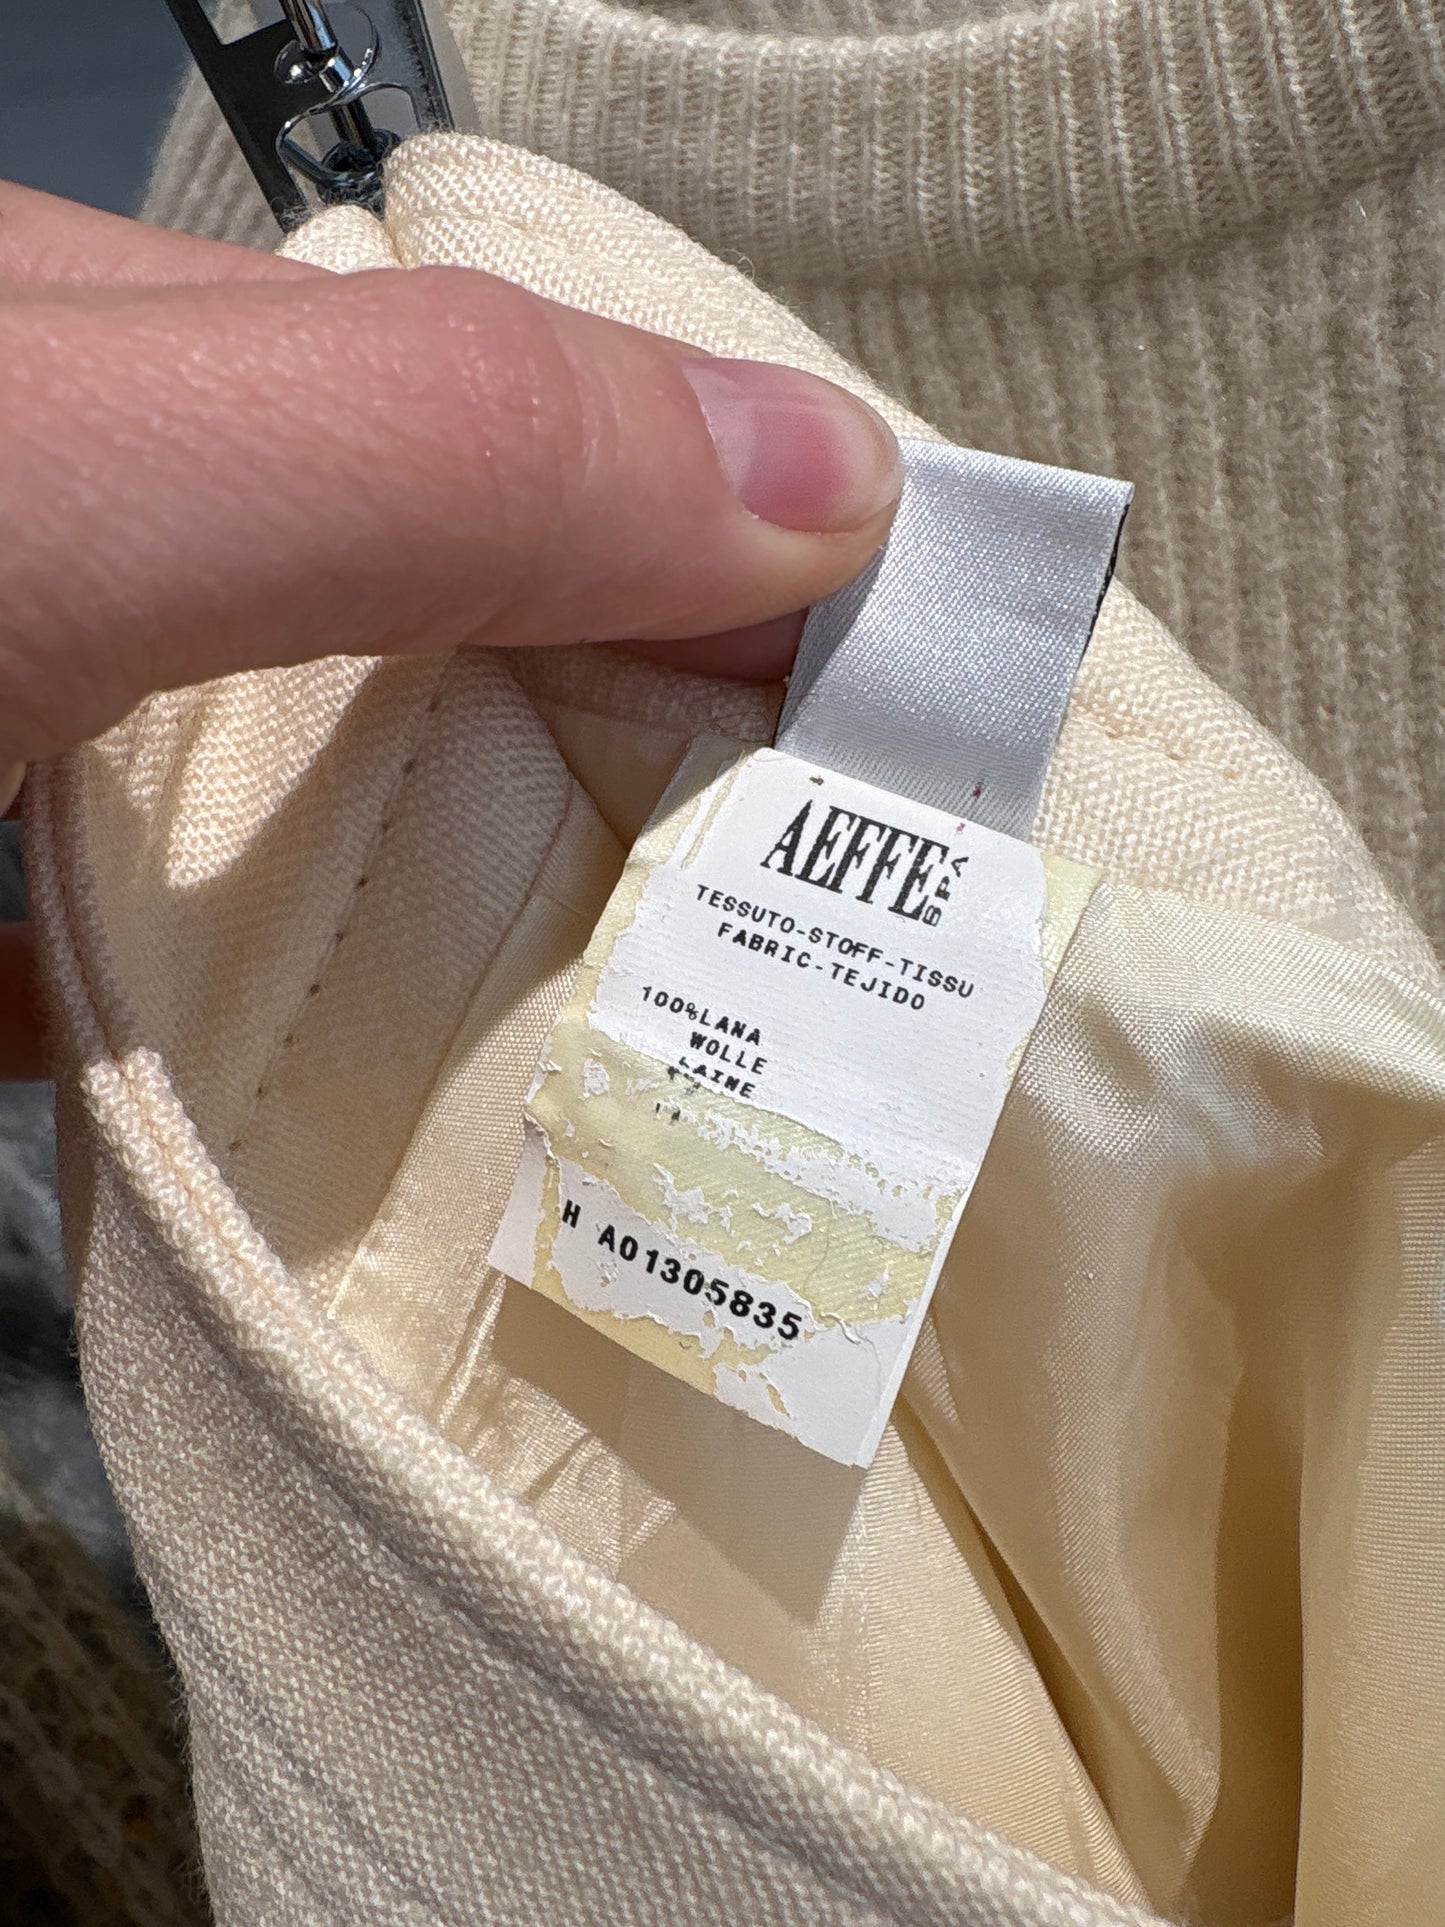 AEFFE SPA
TESSUTO-STOFF-TISSU
FABRIC-TEJIDO
100%LANA
WOLLE
LAINE
H A01305835